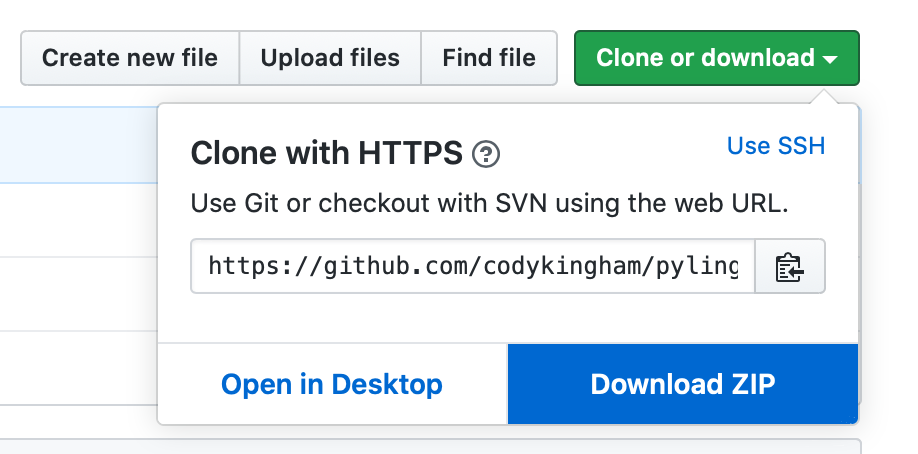 Create new file Upload files Find file Clone or download
Clone with HTTPS Use SSH
Use Git or checkout with SVN using the web URL.
https://github.com/codykingham/pyling
Open in Desktop Download ZIP